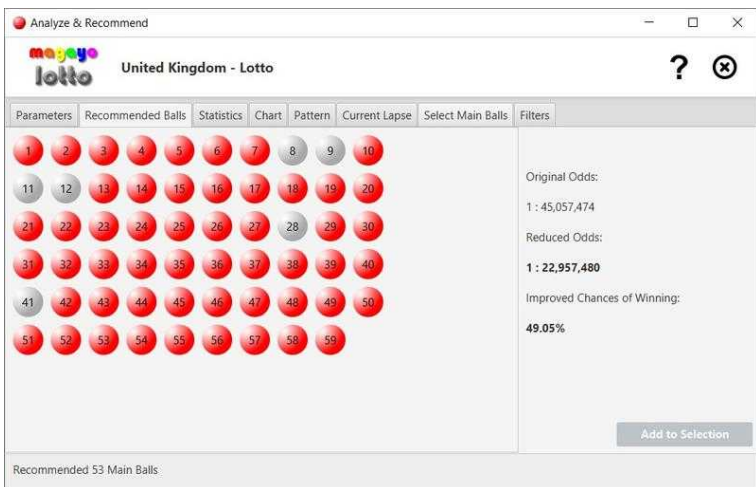 Analyze & Recommend
magayo
lotto
United Kingdom - Lotto
?
Parameters Recommended Balls Statistics Chart Pattern Current Lapse Select Main Balls Filters
1 2 3 4 5 6 7 8 9 10
11 12 13 14 15 16 17 18 19 20
21 22 23 24 25 26 27 28 29 30
31 32 33 34 35 36 37 38 39 40
41 42 43 44 45 46 47 48 49 50
51 52 53 54 55 56 57 58 59
Original Odds:
1 : 45,057,474
Reduced Odds:
1 : 22,957,480
Improved Chances of Winning:
49.05%
Add to Selection
Recommended 53 Main Balls